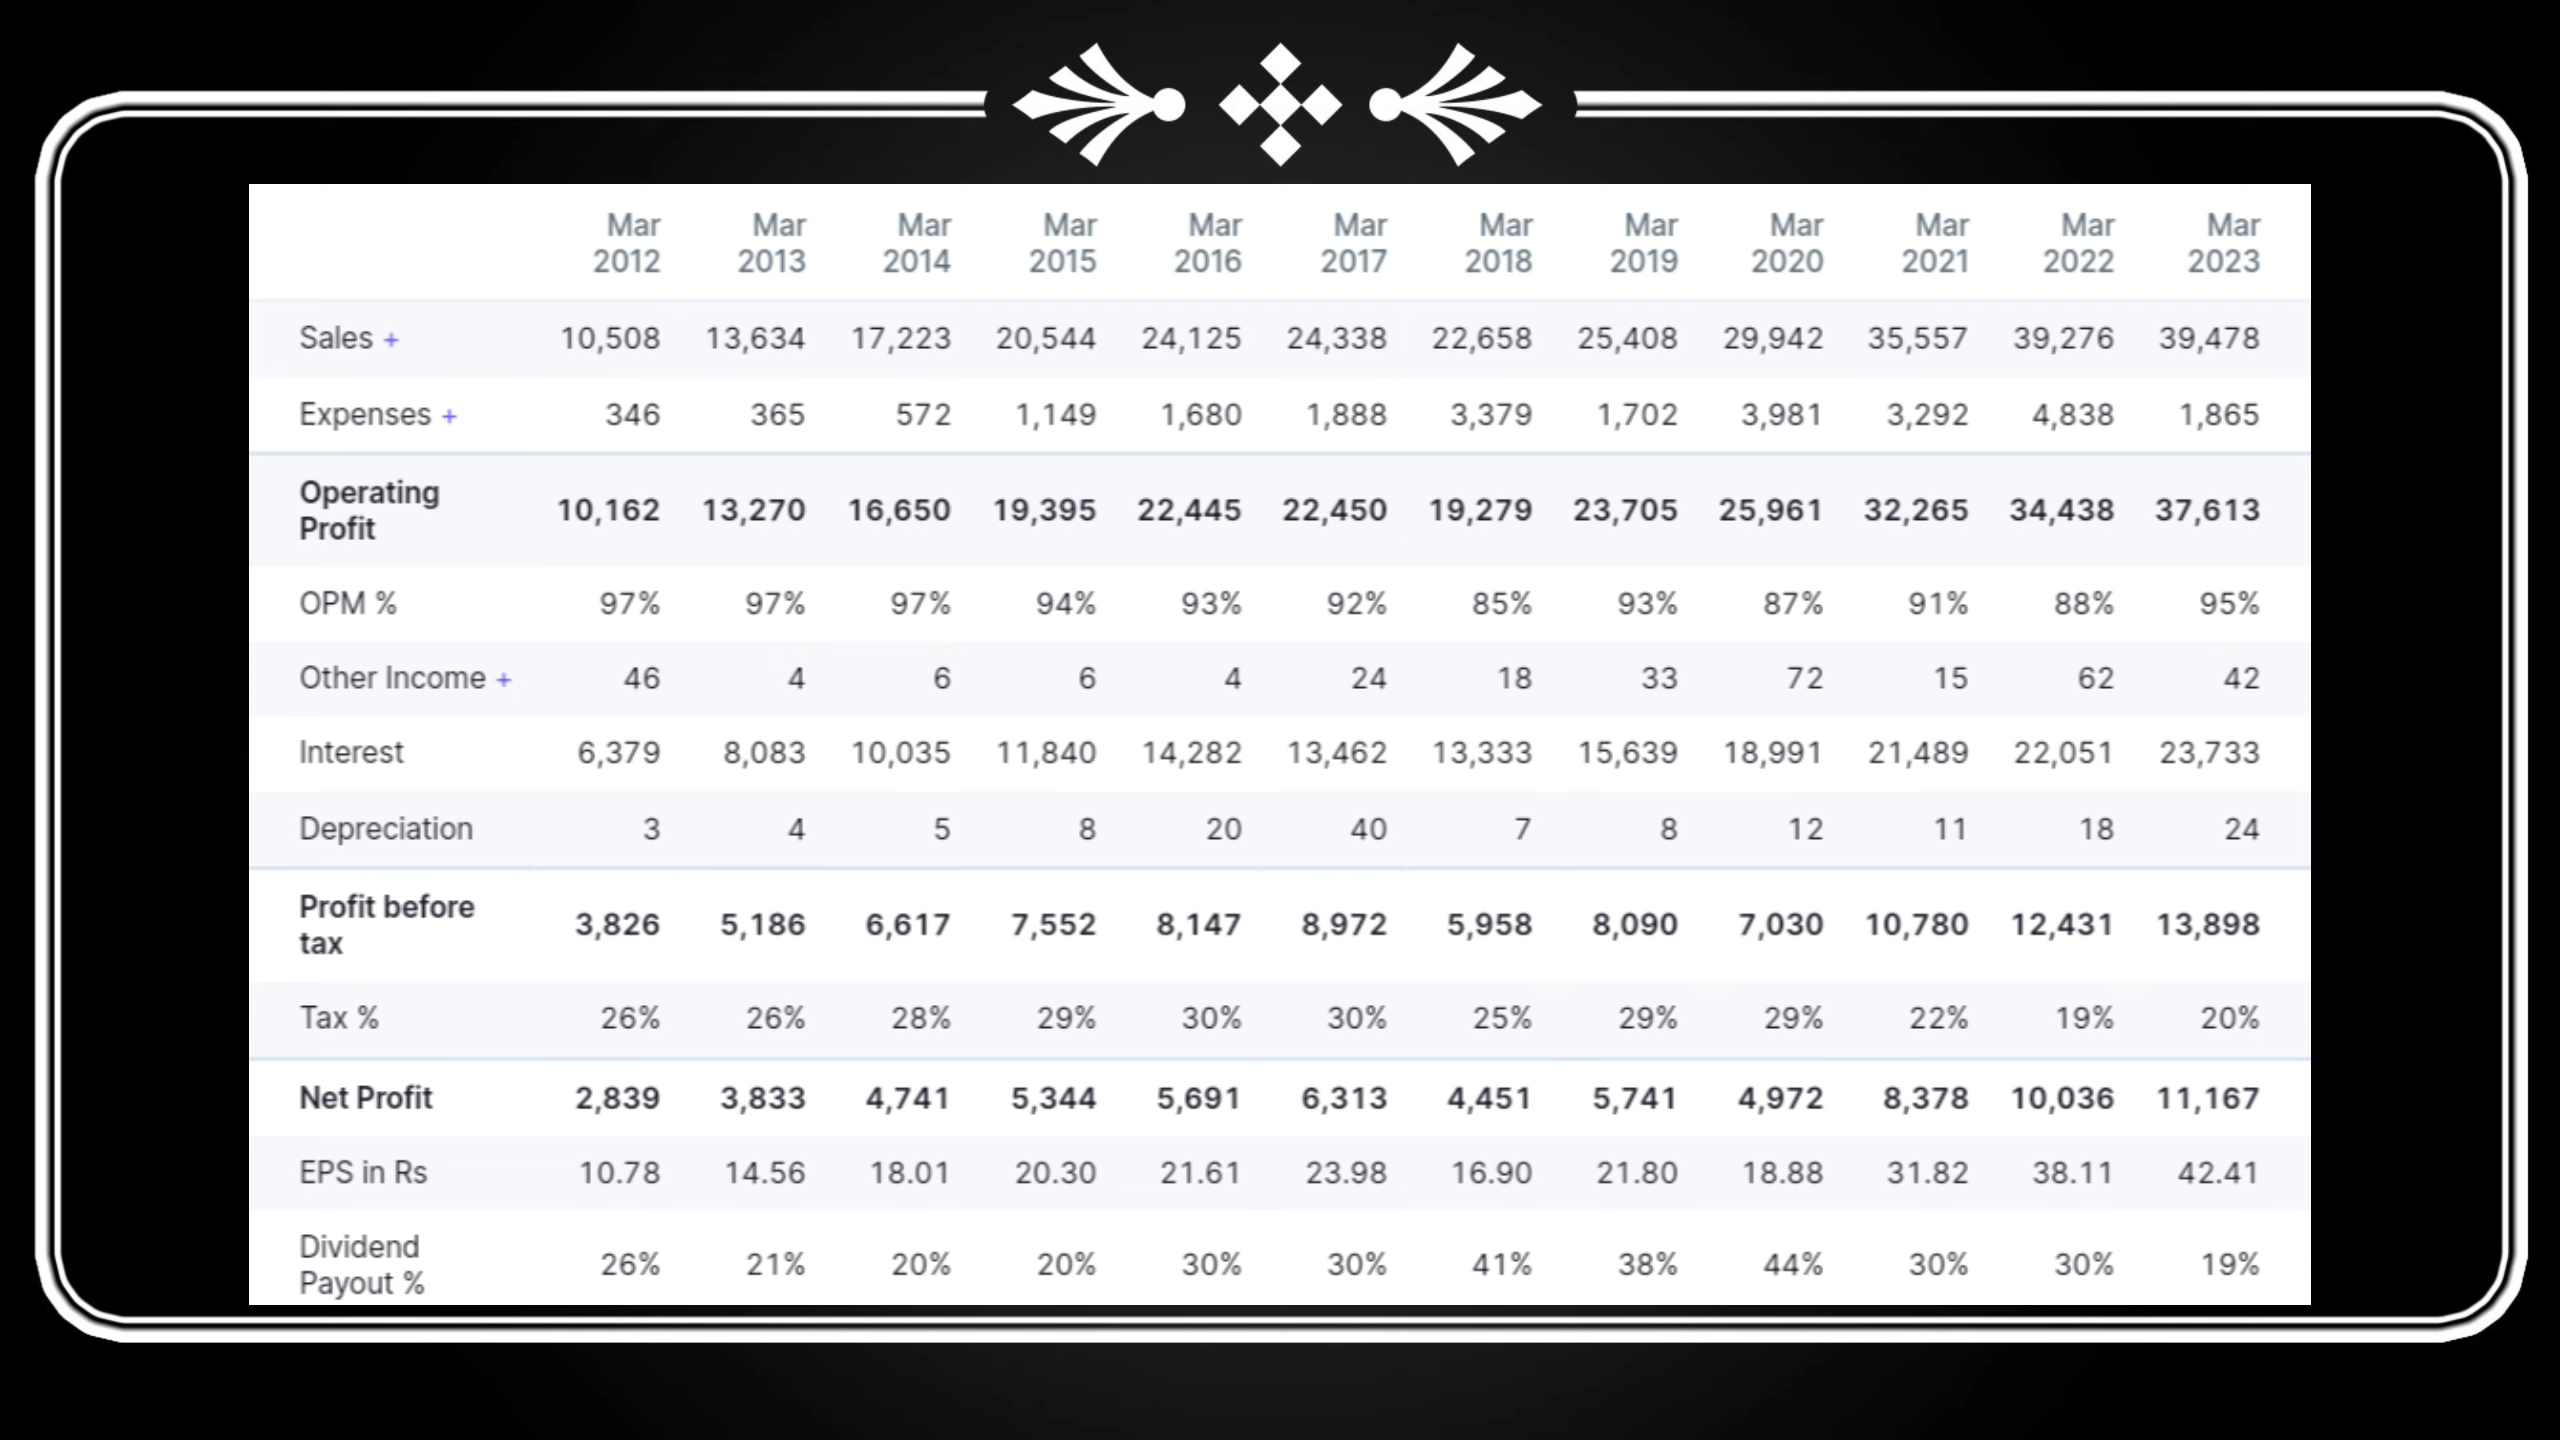 Mar Mar Mar Mar Mar Mar Mar Mar Mar Mar Mar Mar
2012 2013 2014 2015 2016 2017 2018 2019 2020 2021 2022 2023
Sales + 10,508 13,634 17,223 20,544 24,125 24,338 22,658 25,408 29,942 35,557 39,276 39,478
Expenses + 346 365 572 1,149 1,680 1,888 3,379 1,702 3,981 3,292 4,838 1,865
Operating
Profit 10,162 13,270 16,650 19,395 22,445 22,450 19,279 23,705 25,961 32,265 34,438 37,613
OPM % 97% 97% 97% 94% 93% 92% 85% 93% 87% 91% 88% 95%
Other Income + 46 4 6 6 4 24 18 33 72 15 62 42
Interest 6,379 8,083 10,035 11,840 14,282 13,462 13,333 15,639 18,991 21,489 22,051 23,733
Depreciation 3 4 5 8 20 40 7 8 12 11 18 24
Profit before
tax 3,826 5,186 6,617 7,552 8,147 8,972 5,958 8,090 7,030 10,780 12,431 13,898
Tax % 26% 26% 28% 29% 30% 30% 25% 29% 29% 22% 19% 20%
Net Profit 2,839 3,833 4,741 5,344 5,691 6,313 4,451 5,741 4,972 8,378 10,036 11,167
EPS in Rs 10.78 14.56 18.01 20.30 21.61 23.98 16.90 21.80 18.88 31.82 38.11 42.41
Dividend
Payout % 26% 21% 20% 20% 30% 30% 41% 38% 44% 30% 30% 19%